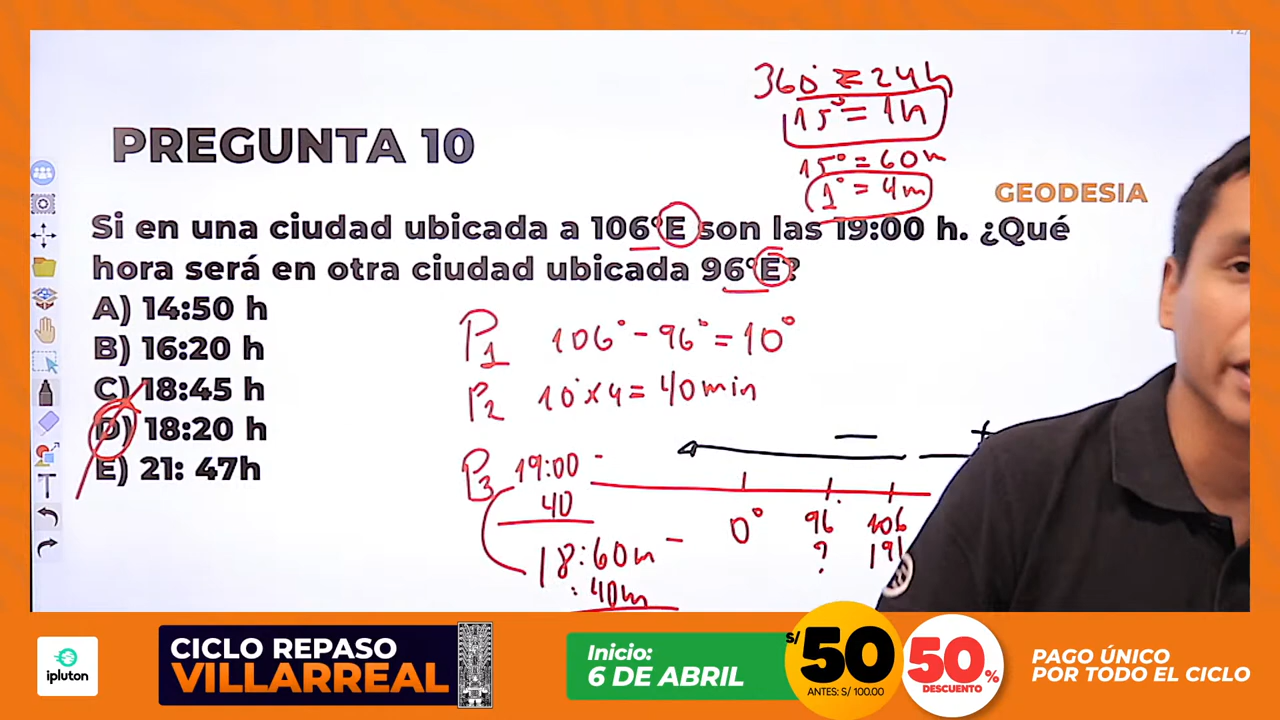 360° = 24h
15° = 1h
15° = 60m
1° = 4m
PREGUNTA 10
GEODESIA
Si en una ciudad ubicada a 106°E son las 19:00 h. ¿Qué
hora será en otra ciudad ubicada 96°E?
A) 14:50 h
B) 16:20 h
C) 18:45 h
D) 18:20 h
E) 21: 47h
P1 106° - 96° = 10°
P2 10° x 4 = 40 min
P3 19:00 -
40
18:60m -
: 40m
- +
0° 96 106
?
CICLO REPASO
VILLARREAL
ipluton
Inicio:
6 DE ABRIL
S/ 50
ANTES: S/ 100.00
50%
DESCUENTO
PAGO ÚNICO
POR TODO EL CICLO